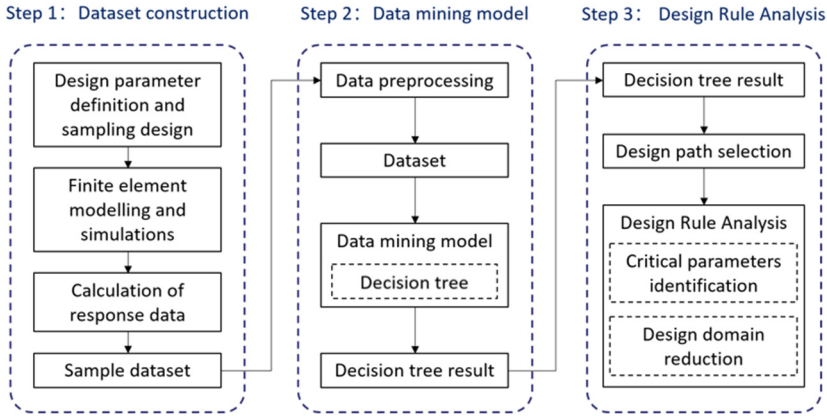 Step 1: Dataset construction
Design parameter
definition and
sampling design
Finite element
modelling and
simulations
Calculation of
response data
Sample dataset
Step 2: Data mining model
Data preprocessing
Dataset
Data mining model
Decision tree
Decision tree result
Step 3: Design Rule Analysis
Decision tree result
Design path selection
Design Rule Analysis
Critical parameters
identification
Design domain
reduction